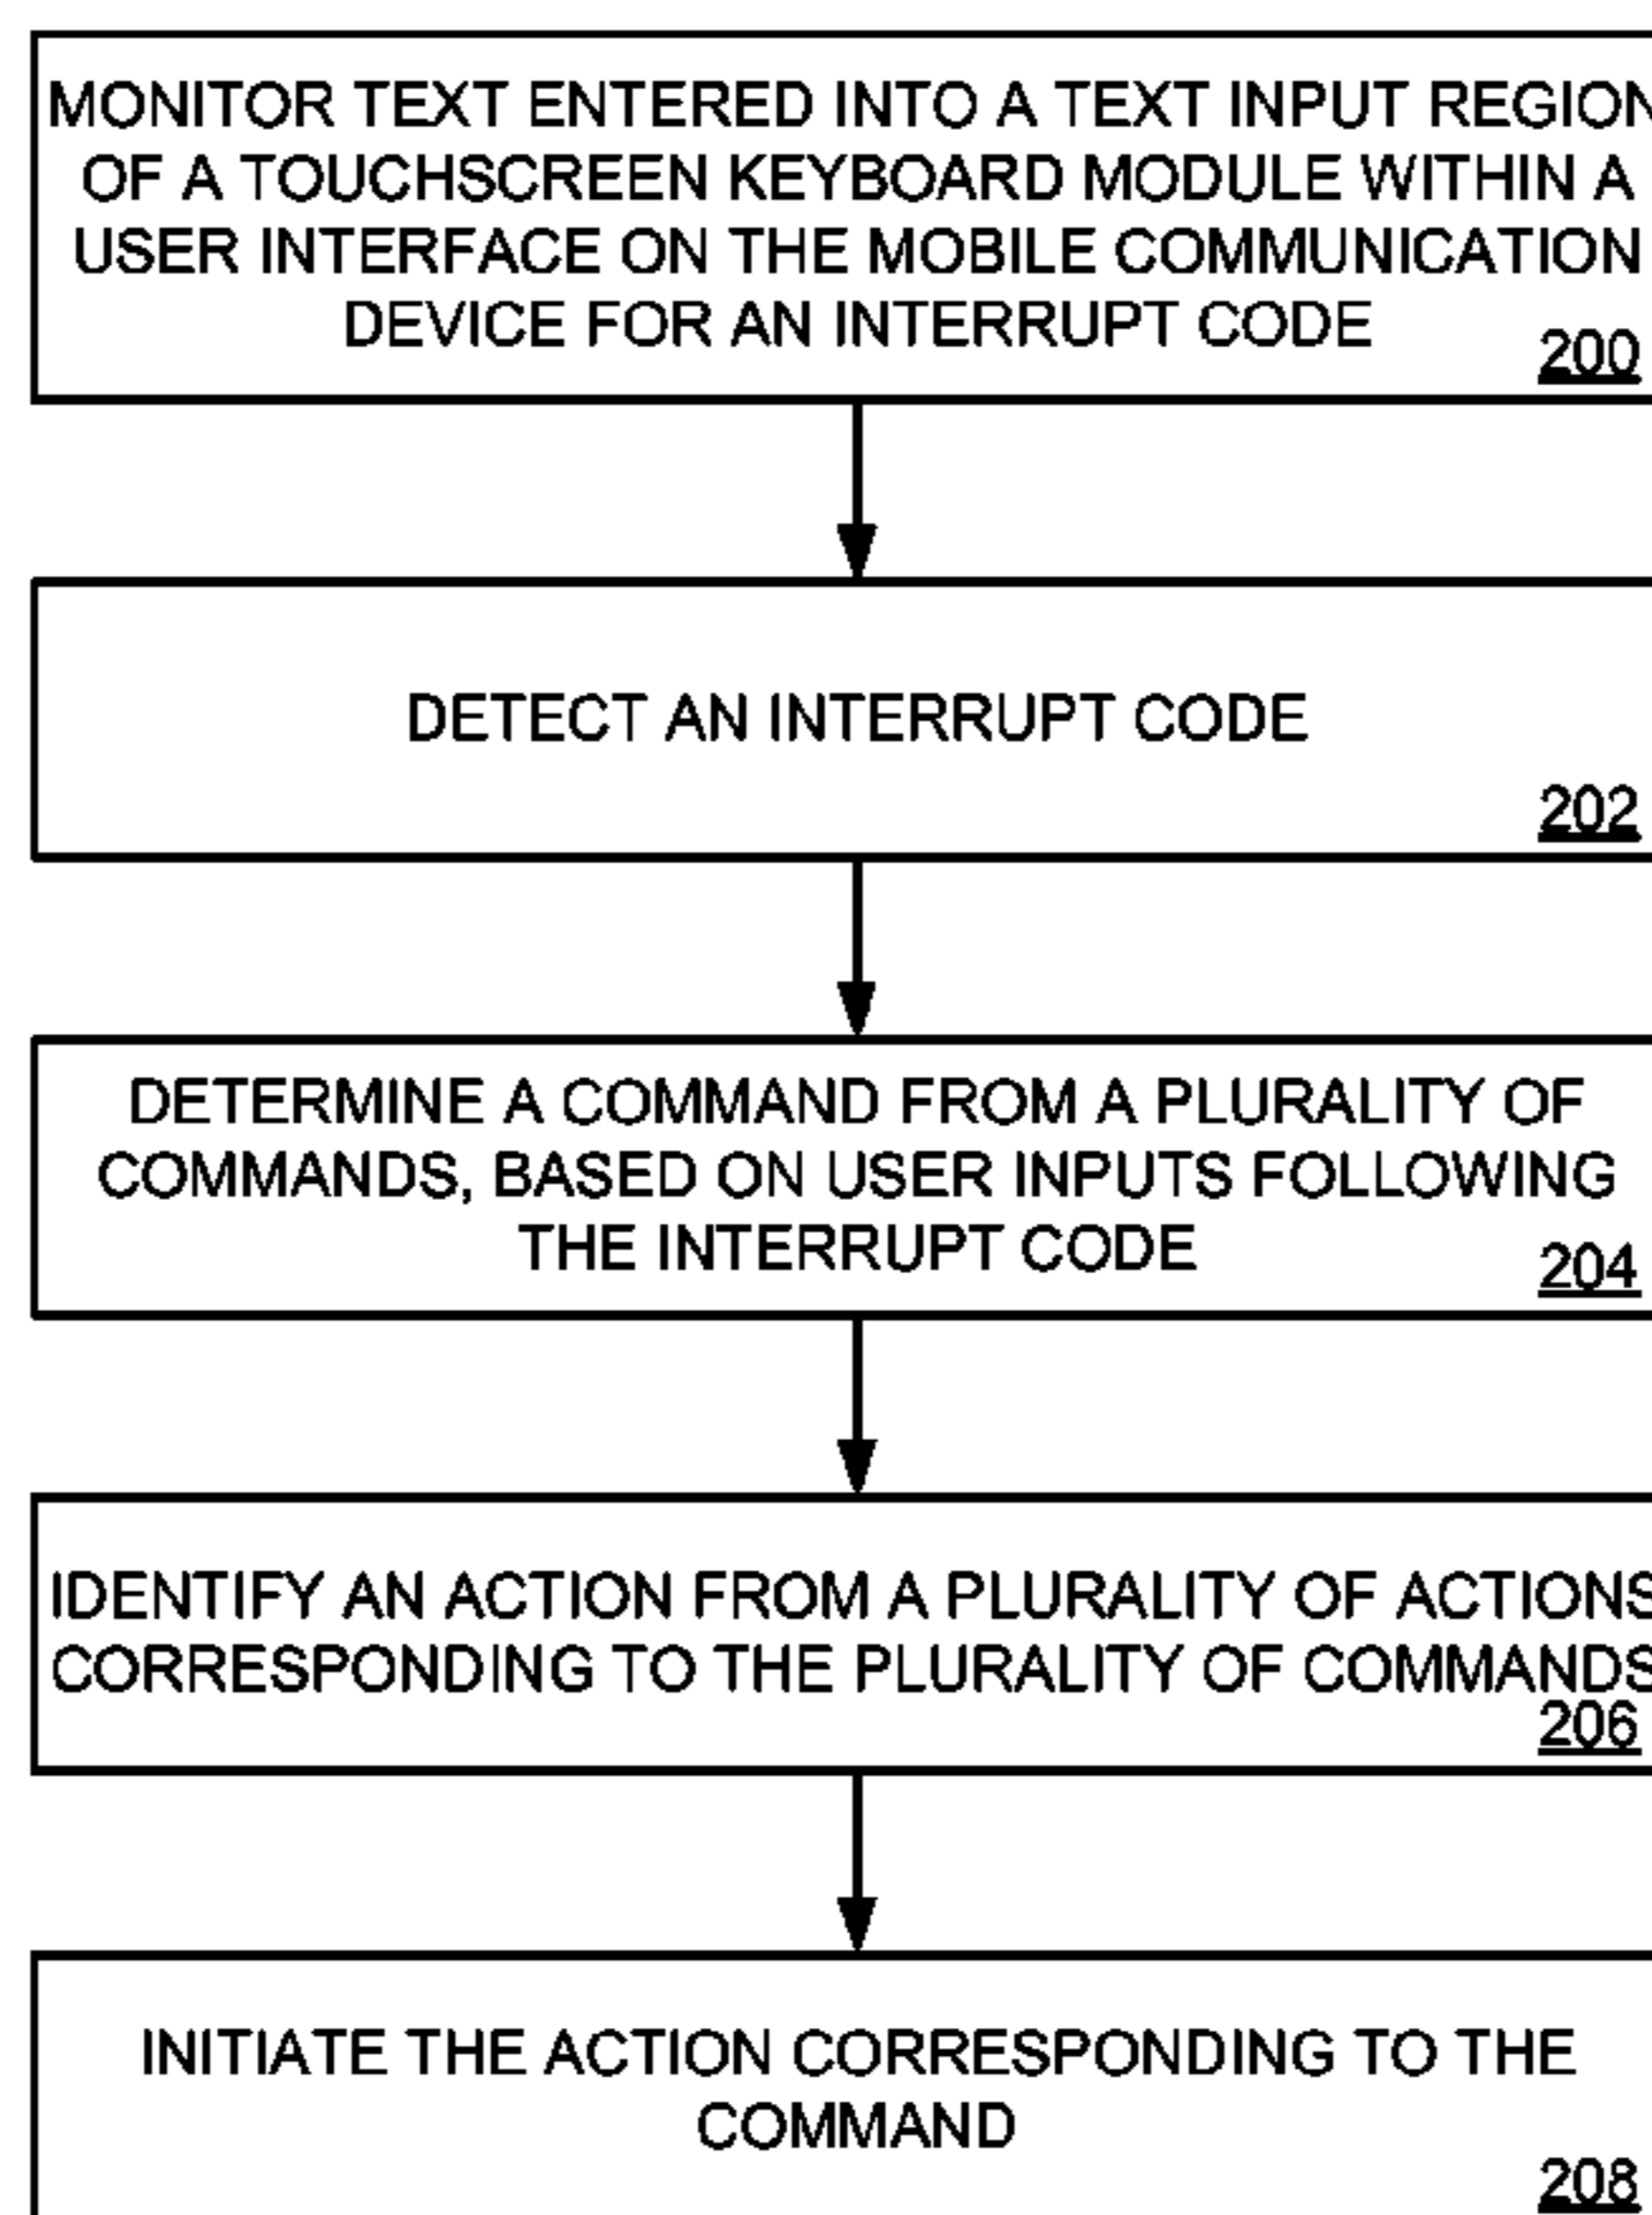 MONITOR TEXT ENTERED INTO A TEXT INPUT REGION
OF A TOUCHSCREEN KEYBOARD MODULE WITHIN A
USER INTERFACE ON THE MOBILE COMMUNICATION
DEVICE FOR AN INTERRUPT CODE
200
DETECT AN INTERRUPT CODE
202
DETERMINE A COMMAND FROM A PLURALITY OF
COMMANDS, BASED ON USER INPUTS FOLLOWING
THE INTERRUPT CODE
204
IDENTIFY AN ACTION FROM A PLURALITY OF ACTIONS
CORRESPONDING TO THE PLURALITY OF COMMANDS
206
INITIATE THE ACTION CORRESPONDING TO THE
COMMAND
208